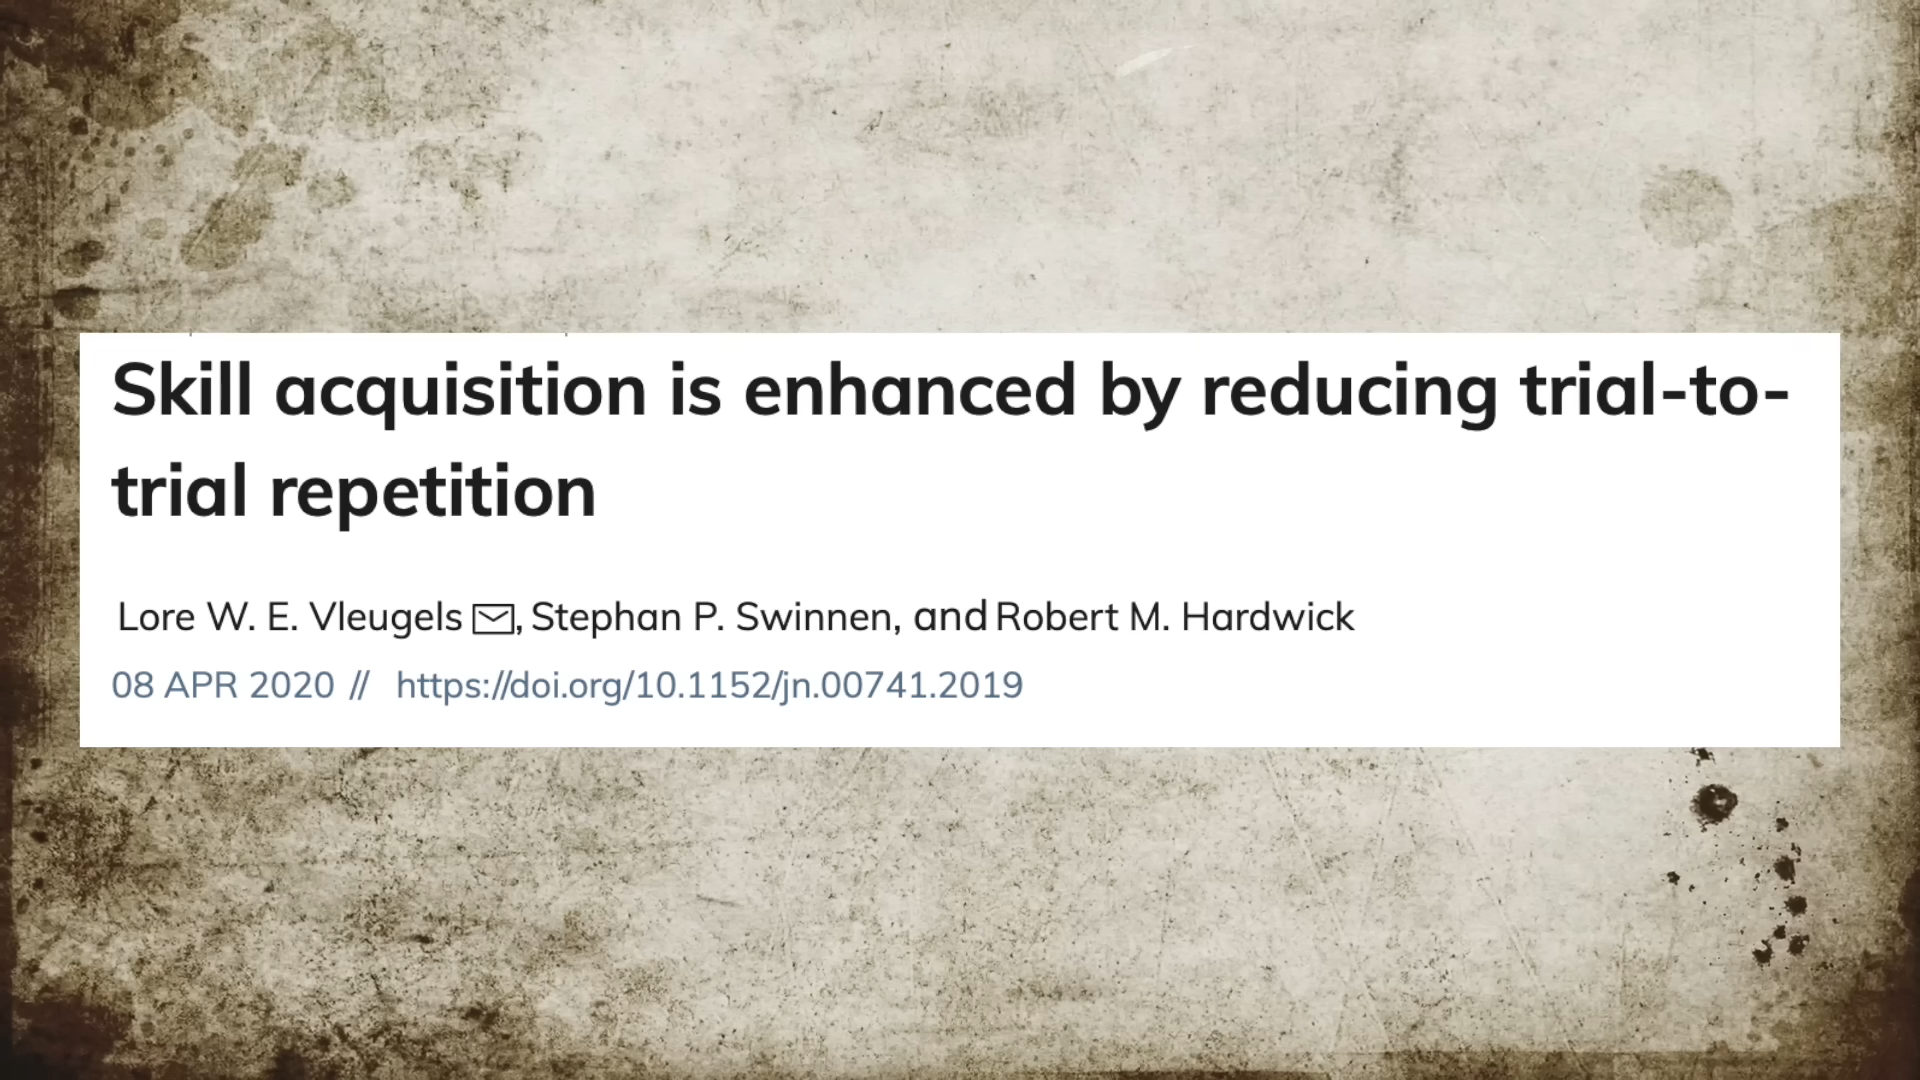 Skill acquisition is enhanced by reducing trial-to-
trial repetition
Lore W. E. Vleugels, Stephan P. Swinnen, and Robert M. Hardwick
08 APR 2020 // https://doi.org/10.1152/jn.00741.2019